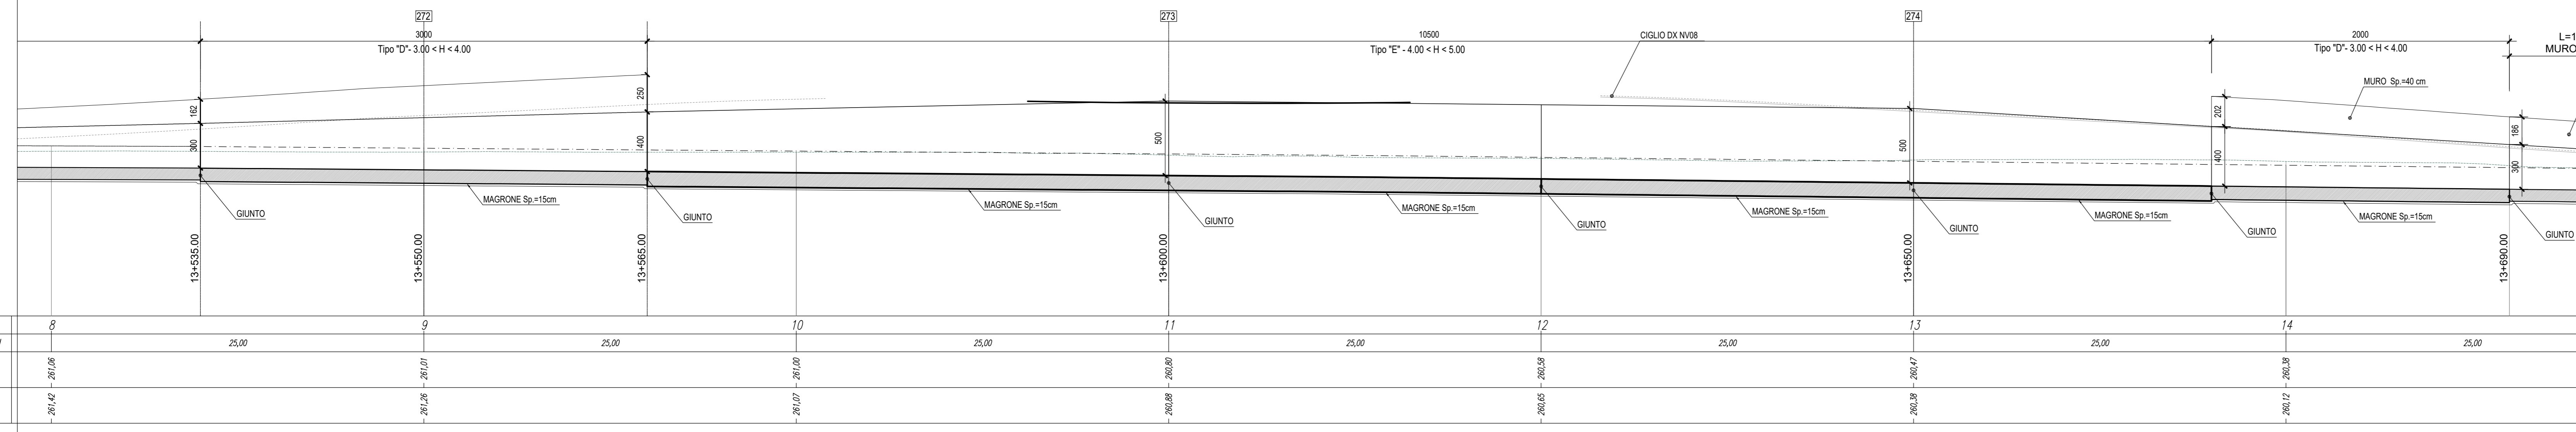 272
273
274
3000
10500
2000
L=1
Tipo "D"- 3.00 < H < 4.00
Tipo "E" - 4.00 < H < 5.00
CIGLIO DX NV08
Tipo "D"- 3.00 < H < 4.00
MURO
MURO Sp.=40 cm
162
300
250
400
500
500
202
400
186
300
GIUNTO
MAGRONE Sp.=15cm
GIUNTO
MAGRONE Sp.=15cm
GIUNTO
MAGRONE Sp.=15cm
GIUNTO
MAGRONE Sp.=15cm
GIUNTO
MAGRONE Sp.=15cm
GIUNTO
MAGRONE Sp.=15cm
GIUNTO
13+535.00
13+550.00
13+565.00
13+600.00
13+650.00
13+690.00
8 9 10 11 12 13 14
25,00 25,00 25,00 25,00 25,00 25,00 25,00
261,06 261,01 261,00 260,80 260,58 260,47 260,38
261,42 261,26 261,07 260,88 260,65 260,38 260,12